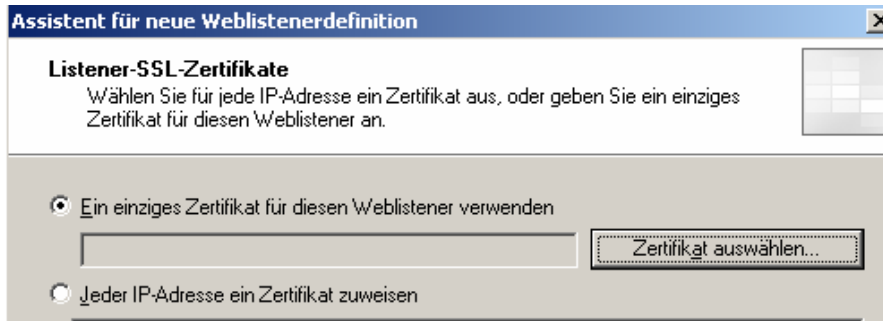 Assistent für neue Weblistenerdefinition
Listener-SSL-Zertifikate
Wählen Sie für jede IP-Adresse ein Zertifikat aus, oder geben Sie ein einziges
Zertifikat für diesen Weblistener an.
Ein einziges Zertifikat für diesen Weblistener verwenden
Zertifikat auswählen...
Jeder IP-Adresse ein Zertifikat zuweisen